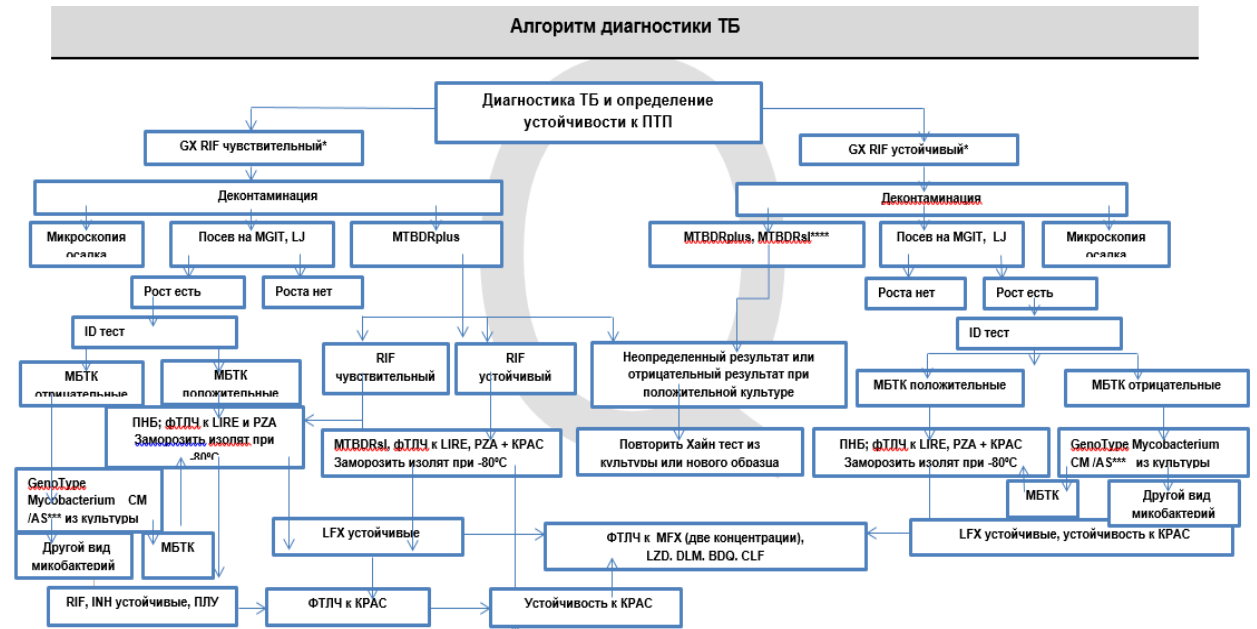 Алгоритм диагностики ТБ
Диагностика ТБ и определение
устойчивости к ПТП
GX RIF чувствительный*
GX RIF устойчивый*
Деконтаминация
Деконтаминация
Микроскопия
осадка
Посев на MGIT, LJ
MTBDRplus
MTBDRplus, MTBDRsl****
Посев на MGIT, LJ
Микроскопия
осадка
Рост есть
Роста нет
Роста нет
Рост есть
ID тест
ID тест
МБТК
отрицательные
МБТК
положительные
RIF
чувствительный
RIF
устойчивый
Неопределенный результат или
отрицательный результат при
положительной культуре
МБТК положительные
МБТК отрицательные
ПНБ; фТЛЧ к LIRE и PZA
Заморозить изолят при
-80ºC
MTBDRsl, фТЛЧ к LIRE, PZA + КРАС
Заморозить изолят при -80ºC
Повторить Хайн тест из
культуры или нового образца
ПНБ; фТЛЧ к LIRE, PZA + КРАС
Заморозить изолят при -80ºC
GenoType Mycobacterium
CM /AS*** из культуры
GenoType
Mycobacterium CM
/AS*** из культуры
МБТК
Другой вид
микобактерий
Другой вид
микобактерий
МБТК
LFX устойчивые
ФТЛЧ к MFX (две концентрации),
LZD. DLM. BDQ. CLF
LFX устойчивые, устойчивость к КРАС
RIF, INH устойчивые, ПЛУ
ФТЛЧ к КРАС
Устойчивость к КРАС